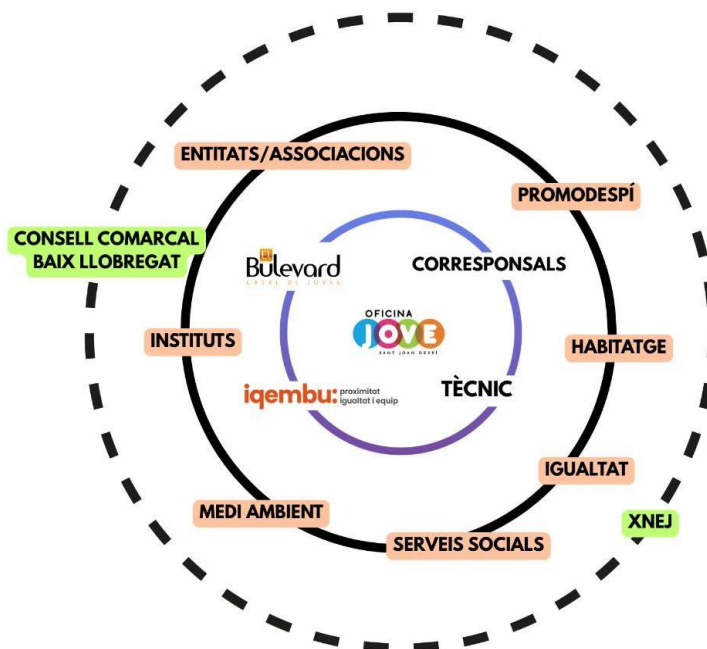 ENTITATS/ASSOCIACIONS
PROMODESPÍ
CONSELL COMARCAL
BAIX LLOBREGAT
El
Bulevard
CASAL DE JOVES
CORRESPONSALS
OFICINA
JOVE
SANT JOAN DESPÍ
INSTITUTS
HABITATGE
iqembu: proximitat
igualtat i equip
TÈCNIC
IGUALTAT
MEDI AMBIENT
XNEJ
SERVEIS SOCIALS